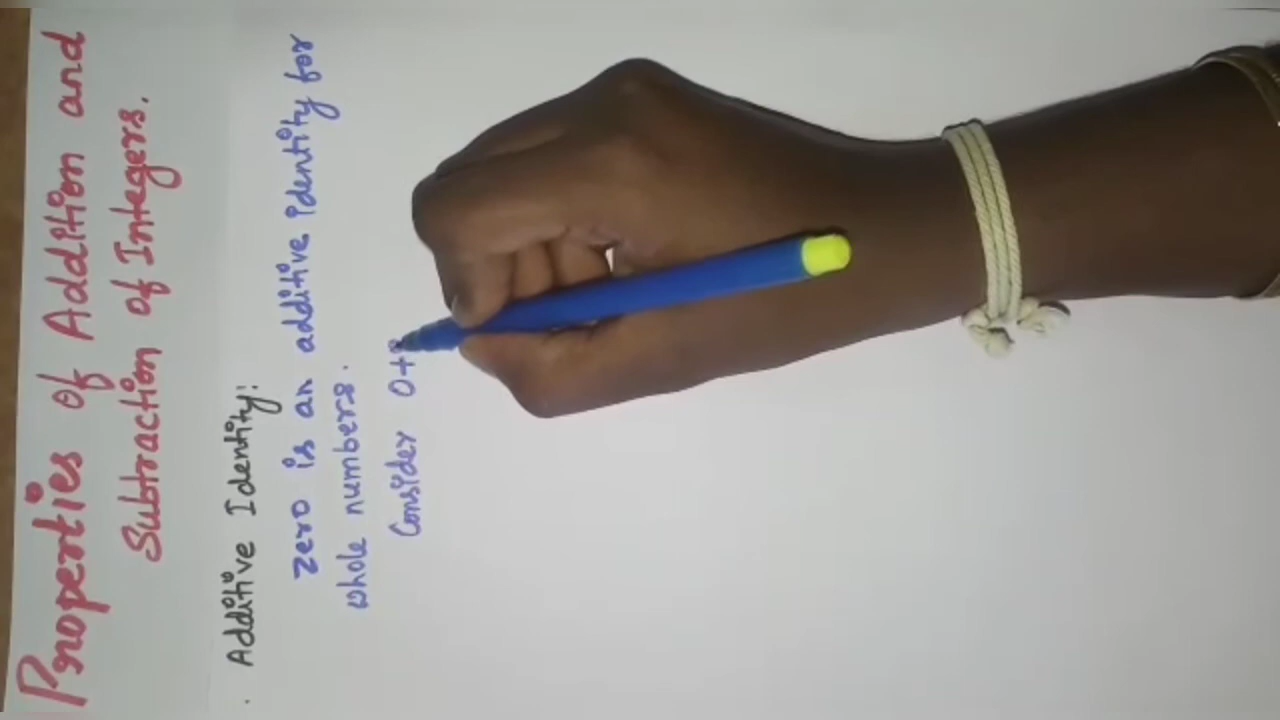 Properties of Addition and
Subtraction of Integers.
. Additive Identity:
Zero is an additive identity for
whole numbers.
Consider 0+